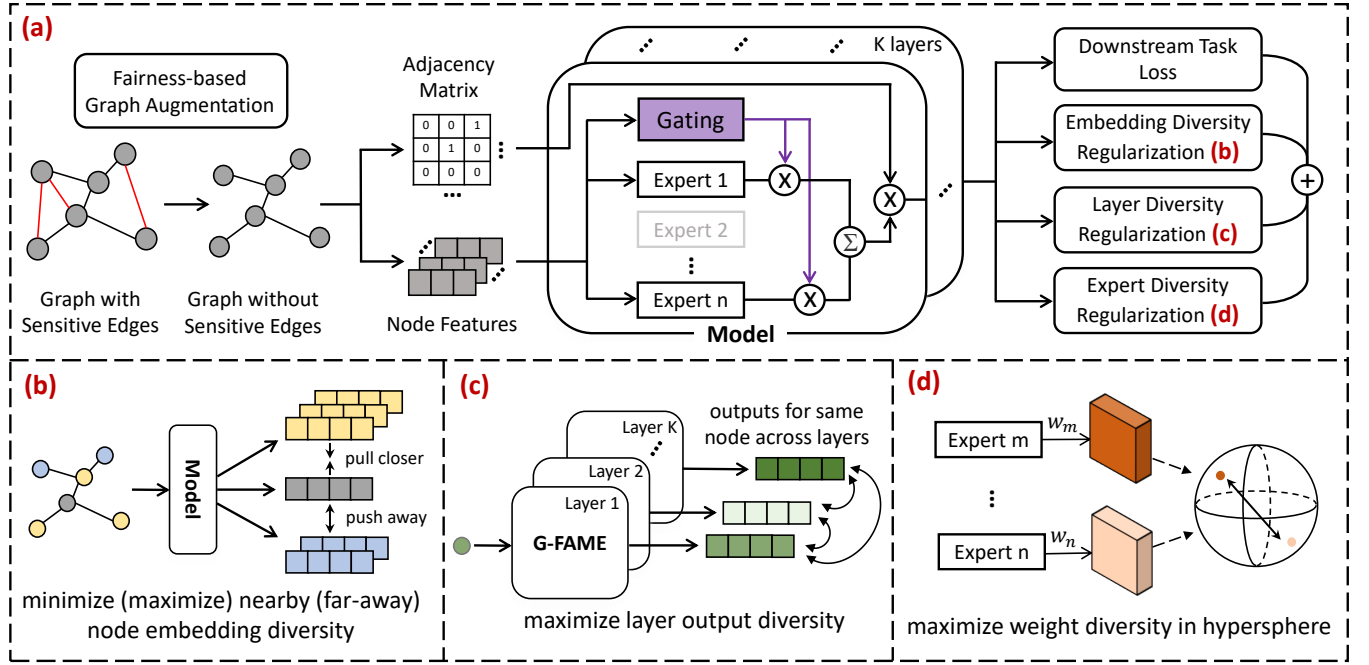 (a)
Fairness-based
Graph Augmentation
Graph with
Sensitive Edges
Graph without
Sensitive Edges
Adjacency
Matrix
0 0 1
0 1 0
0 0 0
Node Features
K layers
Gating
Expert 1
Expert 2
Expert n
X
X
Σ
X
Model
Downstream Task
Loss
Embedding Diversity
Regularization (b)
Layer Diversity
Regularization (c)
Expert Diversity
Regularization (d)
+
(b)
Model
pull closer
push away
minimize (maximize) nearby (far-away)
node embedding diversity
(c)
Layer K
Layer 2
Layer 1
G-FAME
outputs for same
node across layers
maximize layer output diversity
(d)
Expert m
w_m
Expert n
w_n
maximize weight diversity in hypersphere